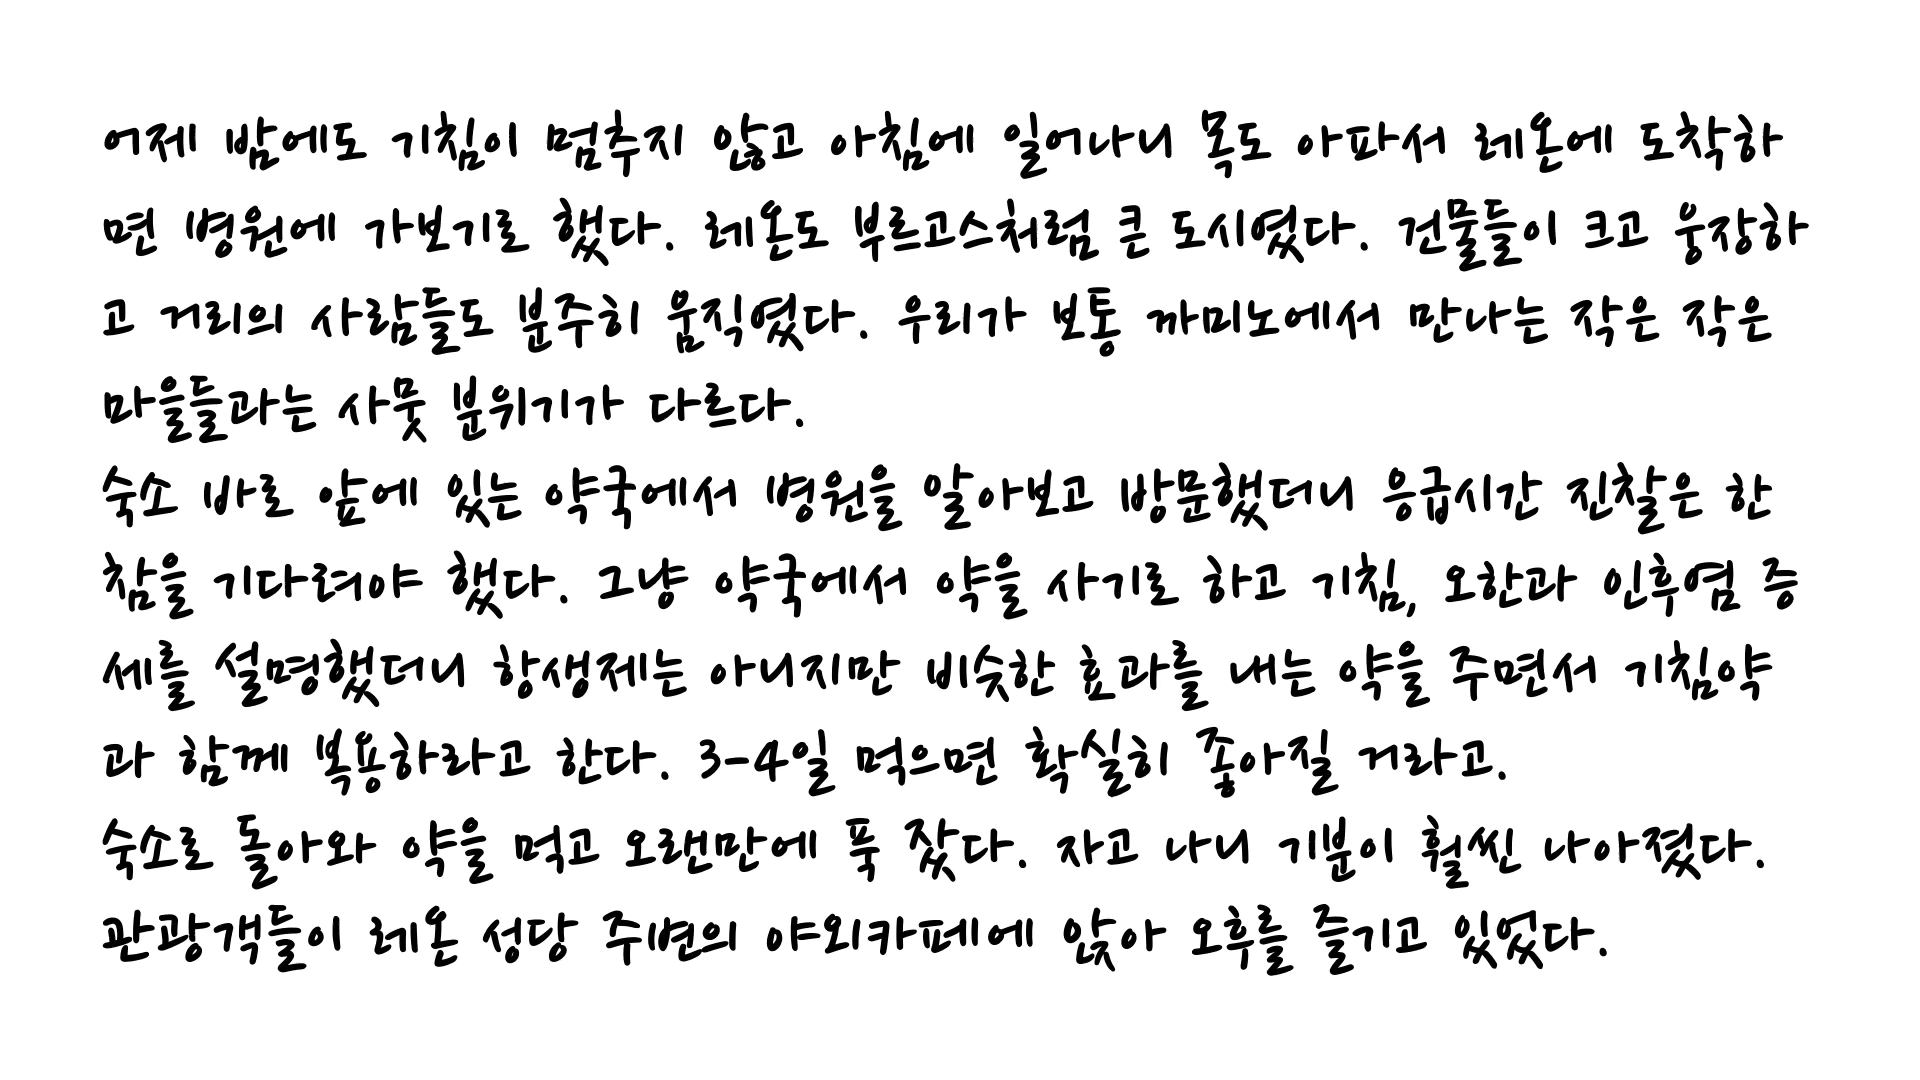 어제 밤에도 기침이 멈추지 않고 아침에 일어나니 목도 아파서 레온에 도착하
면 병원에 가보기로 했다. 레온도 부르고스처럼 큰 도시였다. 건물들이 크고 웅장하
고 거리의 사람들도 분주히 움직였다. 우리가 보통 까미노에서 만나는 작은 작은
마을들과는 사뭇 분위기가 다르다.
숙소 바로 앞에 있는 약국에서 병원을 알아보고 방문했더니 응급시간 진찰은 한
참을 기다려야 했다. 그냥 약국에서 약을 사기로 하고 기침, 오한과 인후염 증
세를 설명했더니 항생제는 아니지만 비슷한 효과를 내는 약을 주면서 기침약
과 함께 복용하라고 한다. 3-4일 먹으면 확실히 좋아질 거라고.
숙소로 돌아와 약을 먹고 오랜만에 푹 잤다. 자고 나니 기분이 훨씬 나아졌다.
관광객들이 레온 성당 주변의 야외카페에 앉아 오후를 즐기고 있었다.